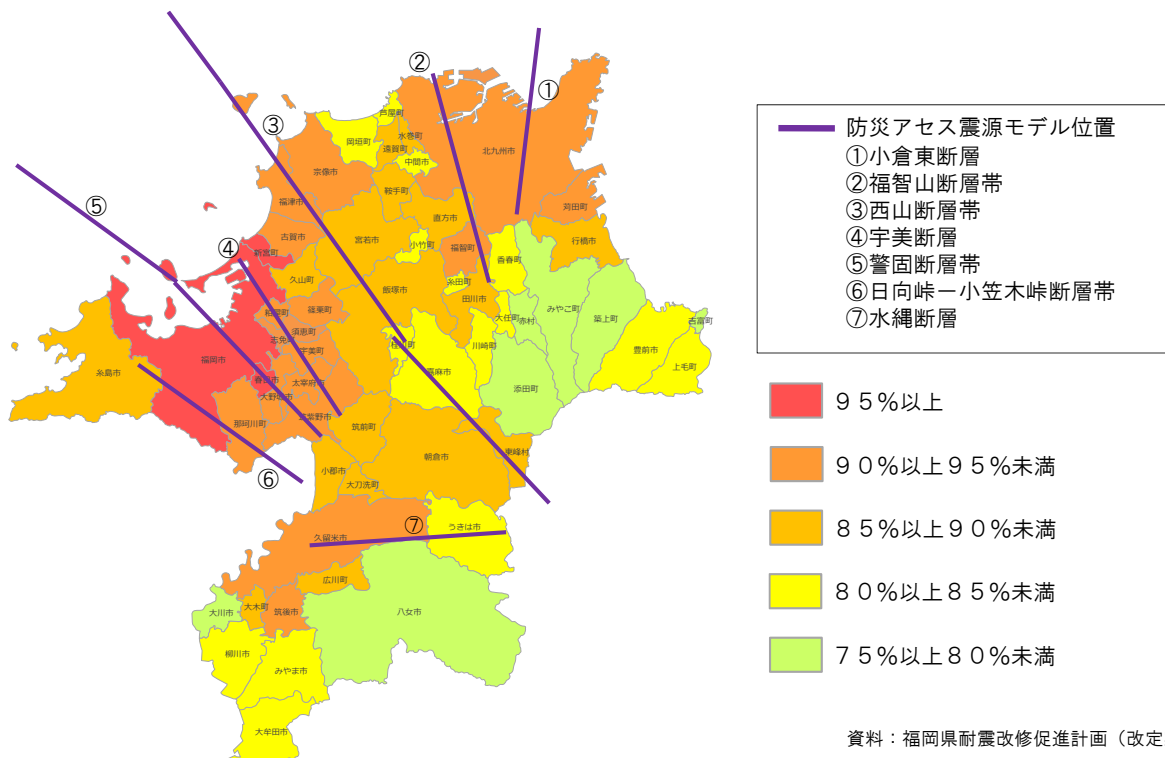 ①
②
③
④
⑤
⑥
⑦
芦屋町
水巻町
岡垣町
遠賀町
中間市
北九州市
宗像市
鞍手町
苅田町
福津市
直方市
古賀市
宮若市
小竹町
福智町
行橋市
新宮町
香春町
久山町
飯塚市
糸田町
田川市
みやこ町
篠栗町
大任町
赤村
築上町
吉富町
須恵町
志免町
川崎町
宇美町
豊前市
福岡市
上毛町
糸島市
春日市
太宰府市
添田町
大野城市
那珂川町
筑前町
朝倉市
東峰村
小郡市
大刀洗町
うきは市
久留米市
広川町
大川市
大木町
筑後市
八女市
柳川市
みやま市
大牟田市
防災アセス震源モデル位置
①小倉東断層
②福智山断層帯
③西山断層帯
④宇美断層
⑤警固断層帯
⑥日向峠－小笠木峠断層帯
⑦水縄断層
９５％以上
９０％以上９５％未満
８５％以上９０％未満
８０％以上８５％未満
７５％以上８０％未満
資料：福岡県耐震改修促進計画（改定